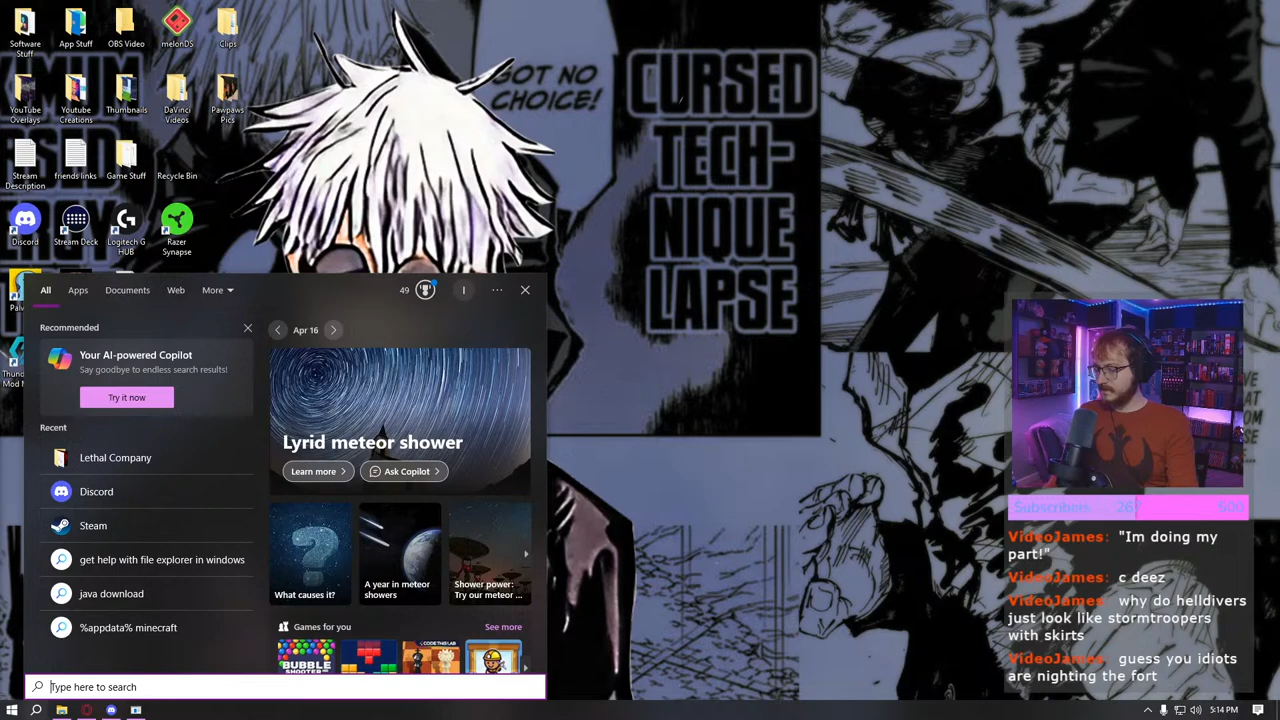 Software
Stuff
App Stuff
OBS Video
melonDS
Clips
YouTube
Overlays
Youtube
Creations
Thumbnails
DaVinci
Videos
Pawpaws
Pics
Stream
Description
friends links
Game Stuff
Recycle Bin
Discord
Stream Deck
Logitech G
HUB
Razer
Synapse
GOT NO
CHOICE!
CURSED
TECH-
NIQUE
LAPSE
All
Apps
Documents
Web
More
49
I
Recommended
Your AI-powered Copilot
Say goodbye to endless search results!
Try it now
Recent
Lethal Company
Discord
Steam
get help with file explorer in windows
java download
%appdata% minecraft
Apr 16
Lyrid meteor shower
Learn more
Ask Copilot
What causes it?
A year in meteor
showers
Shower power:
Try our meteor ...
Games for you
See more
BUBBLE
SHOOTER
CODE THIS LAB
Type here to search
Subscribers
500
VideoJames: "Im doing my
part!"
VideoJames: c deez
VideoJames: why do helldivers
just look like stormtroopers
with skirts
VideoJames: guess you idiots
are nighting the fort
5:14 PM